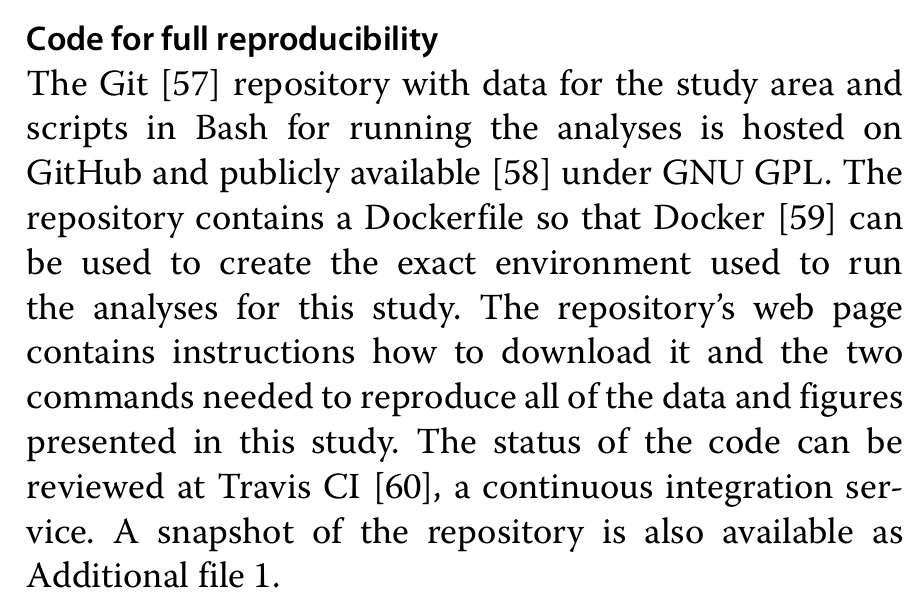 Code for full reproducibility
The Git [57] repository with data for the study area and
scripts in Bash for running the analyses is hosted on
GitHub and publicly available [58] under GNU GPL. The
repository contains a Dockerfile so that Docker [59] can
be used to create the exact environment used to run
the analyses for this study. The repository’s web page
contains instructions how to download it and the two
commands needed to reproduce all of the data and figures
presented in this study. The status of the code can be
reviewed at Travis CI [60], a continuous integration ser-
vice. A snapshot of the repository is also available as
Additional file 1.